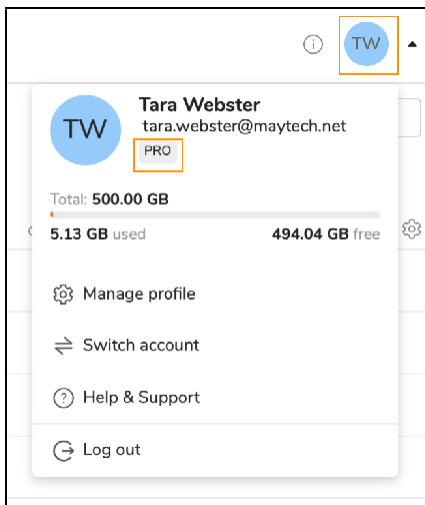 TW
TW
Tara Webster
tara.webster@maytech.net
PRO
Total: 500.00 GB
5.13 GB used 494.04 GB free
Manage profile
Switch account
Help & Support
Log out